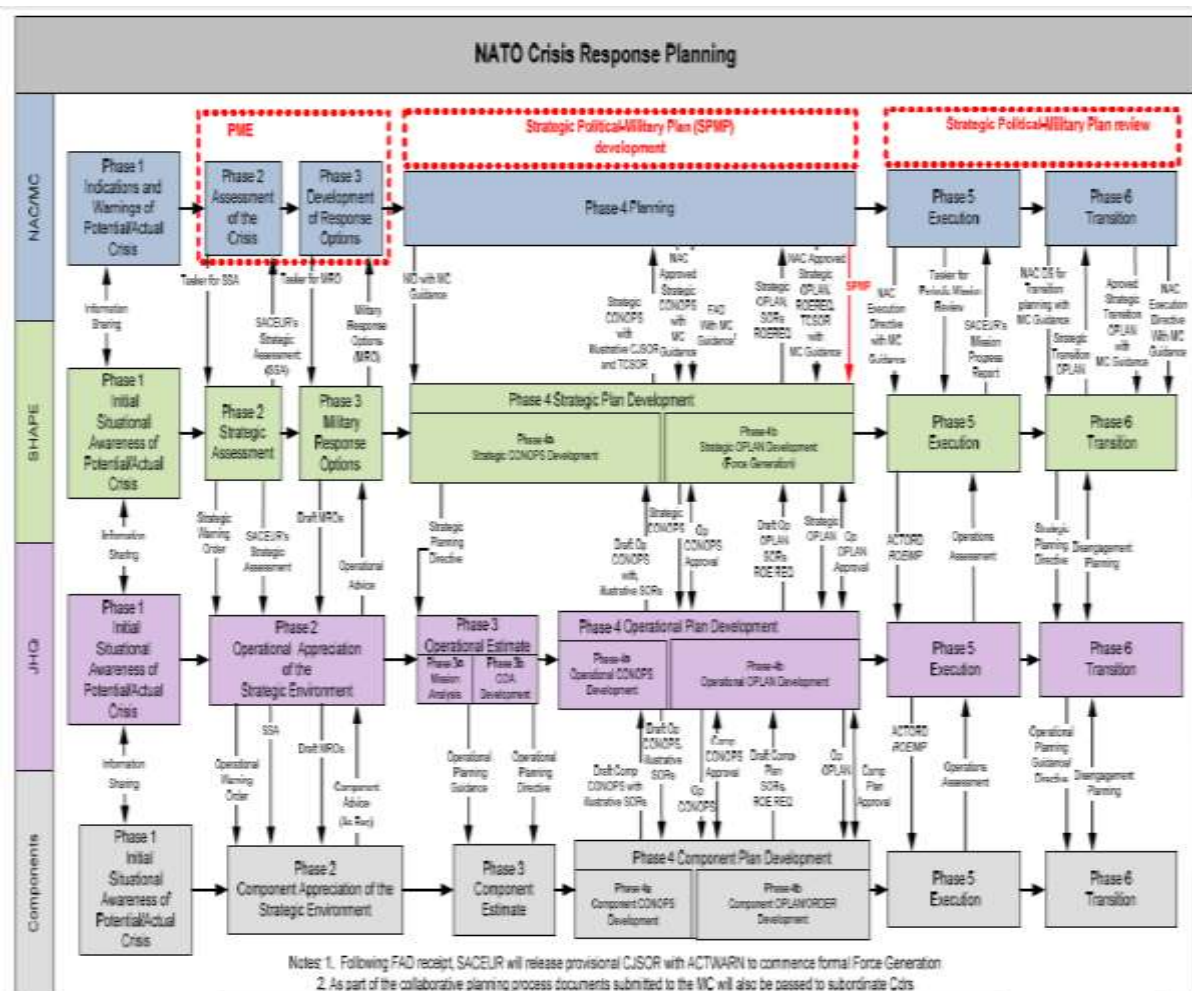 NATO Crisis Response Planning
NAC/MC
PME
Strategic Political-Military Plan (SPMP)
development
Strategic Political-Military Plan review
Phase 1
Indications and
Warnings of
Potential/Actual
Crisis
Phase 2
Assessment
of the
Crisis
Phase 3
Development
of Response
Options
Phase 4 Planning
Phase 5
Execution
Phase 6
Transition
Information
Sharing
Tasker for SSA
SACEUR's
Strategic
Assessment
(SSA)
Tasker for MRO
Military
Response
Options
(MRO)
NID with MC
Guidance
Strategic
CONOPS
with
illustrative CJSOR
and TCSOR
NAC
Approved
Strategic
CONOPS
with
MC
Guidance
FAD
With MC
Guidance¹
Strategic
OPLAN,
SORs
ROEREQ
NAC Approved
Strategic
OPLAN,
ROEREQ,
TCSOR
with
MC Guidance
SPMP
NAC
Execution
Directive
with MC
Guidance
Tasker for
Periodic Mission
Review
SACEUR's
Mission
Progress
Report
NAC DS for
Transition
planning with
MC Guidance
Strategic
Transition
OPLAN
Aproved
Strategic
Transition
OPLAN
with
MC Guidance
NAC
Execution
Directive
With MC
Guidance
SHAPE
Phase 1
Initial
Situational
Awareness of
Potential/Actual
Crisis
Phase 2
Strategic
Assessment
Phase 3
Military
Response
Options
Phase 4 Strategic Plan Development
Phase 4a
Strategic CONOPS Development
Phase 4b
Strategic OPLAN Development
(Force Generation)
Phase 5
Execution
Phase 6
Transition
Information
Sharing
Strategic
Warning
Order
SACEUR's
Strategic
Assessment
Draft MROs
Operational
Advice
Strategic
Planning
Directive
Draft Op
CONOPS
with,
illustrative SORs
Strategic
CONOPS
Op
CONOPS
Approval
Draft Op
OPLAN
SORs
ROE REQ
Strategic
OPLAN
Op
OPLAN
Approval
ACTORD
ROEIMP
Operations
Assessment
Strategic
Planning
Directive
Disengagement
Planning
JHQ
Phase 1
Initial
Situational
Awareness of
Potential/Actual
Crisis
Phase 2
Operational Appreciation
of the
Strategic Environment
Phase 3
Operational Estimate
Phase 3a
Mission
Analysis
Phase 3b
COA
Development
Phase 4 Operational Plan Development
Phase 4a
Operational CONOPS
Development
Phase 4b
Operational OPLAN Development
Phase 5
Execution
Phase 6
Transition
Information
Sharing
Operational
Warning
Order
SSA
Draft MROs
Component
Advice
(As Req)
Operational
Planning
Guidance
Operational
Planning
Directive
Draft Comp
CONOPS with
illustrative SORs
Draft Op
CONOPS,
illustrative
SORs
Op
CONOPS
Comp
CONOPS
Approval
Draft Comp
Plan
SORs,
ROE REQ
Op
OPLAN
Comp
Plan
Approval
ACTORD
ROEIMP
Operations
Assessment
Operational
Planning
Guidance/
Directive
Disengagement
Planning
Components
Phase 1
Initial
Situational
Awareness of
Potential/Actual
Crisis
Phase 2
Component Appreciation of the
Strategic Environment
Phase 3
Component
Estimate
Phase 4 Component Plan Development
Phase 4a
Component CONOPS
Development
Phase 4b
Component OPLAN/ORDER
Development
Phase 5
Execution
Phase 6
Transition
Notes: 1. Following FAD receipt, SACEUR will release provisional CJSOR with ACTWARN to commence formal Force Generation
2. As part of the collaborative planning process documents submitted to the MC will also be passed to subordinate Cdrs